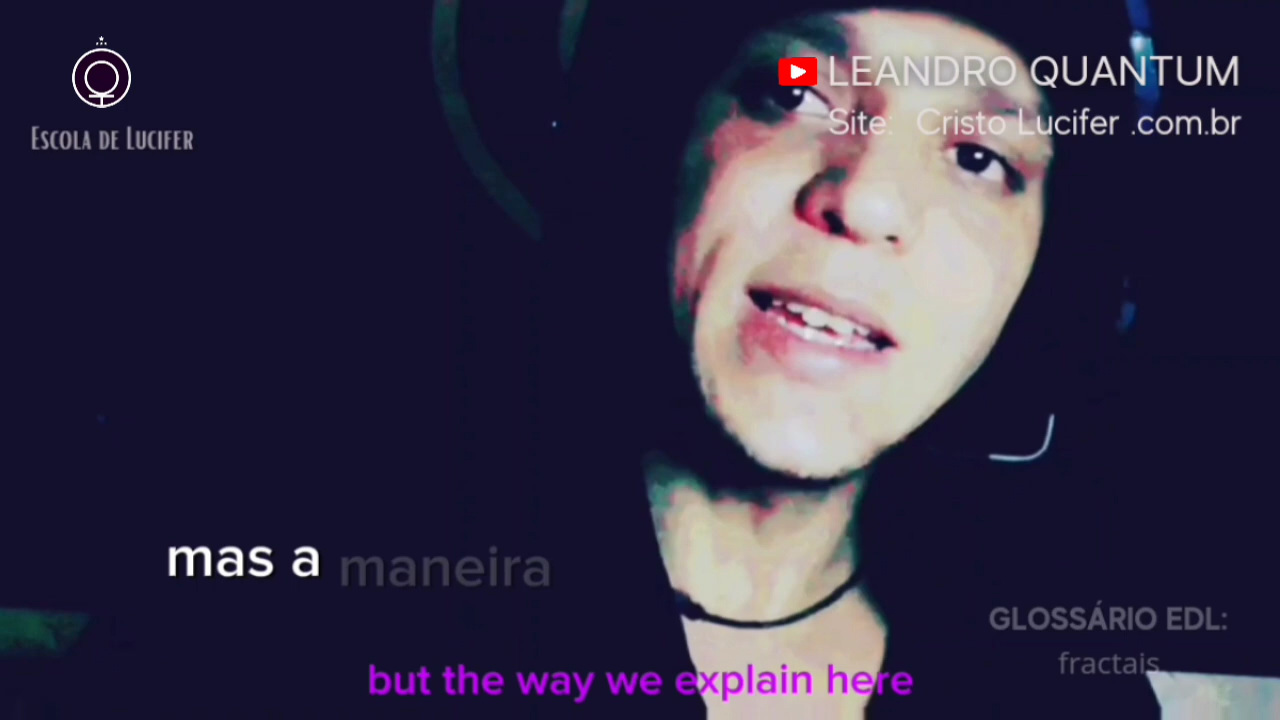 LEANDRO QUANTUM
Site: Cristo Lucifer .com.br
ESCOLA DE LUCIFER
mas a maneira
GLOSSÁRIO EDL:
fractais...
but the way we explain here